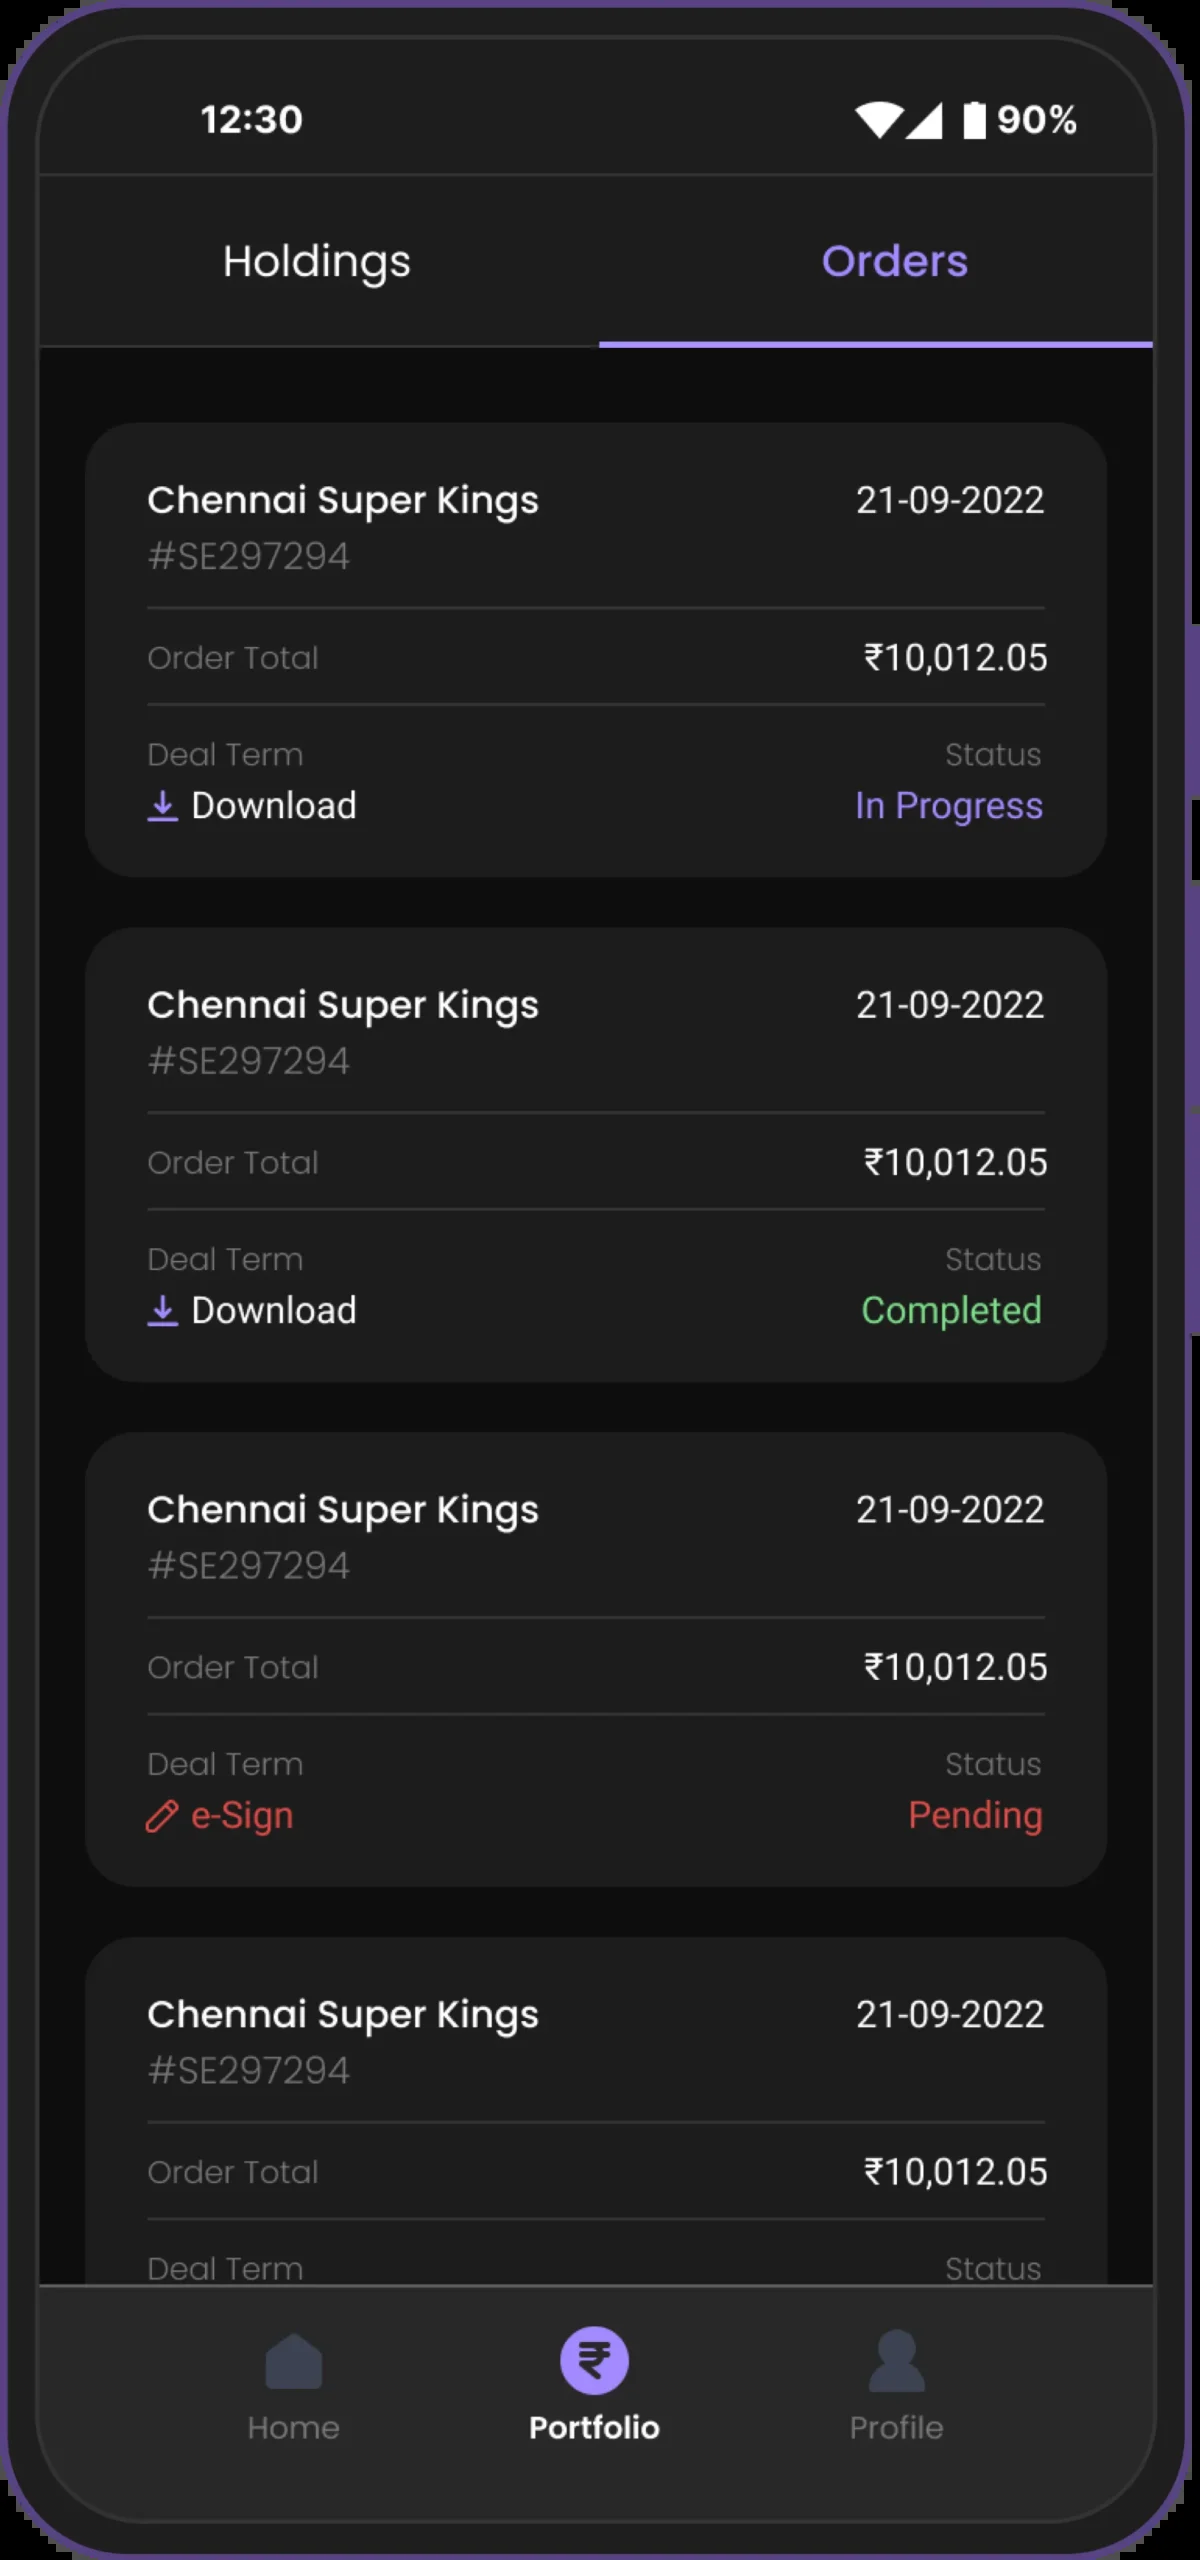 12:30 90%
Holdings Orders
Chennai Super Kings 21-09-2022
#SE297294
Order Total ₹10,012.05
Deal Term Status
Download In Progress
Chennai Super Kings 21-09-2022
#SE297294
Order Total ₹10,012.05
Deal Term Status
Download Completed
Chennai Super Kings 21-09-2022
#SE297294
Order Total ₹10,012.05
Deal Term Status
e-Sign Pending
Chennai Super Kings 21-09-2022
#SE297294
Order Total ₹10,012.05
Deal Term Status
₹
Home Portfolio Profile